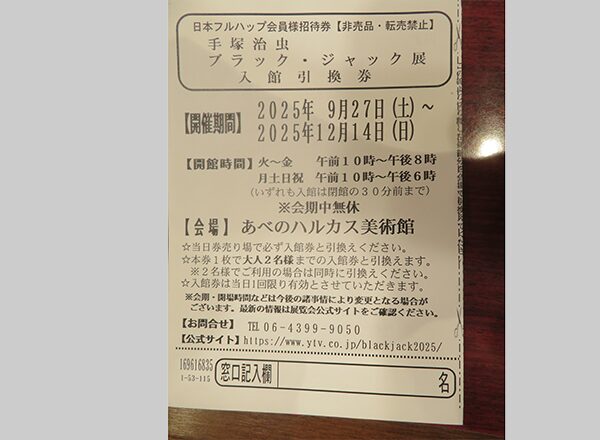 日本フルハップ会員様招待券【非売品・転売禁止】
手塚治虫
ブラック・ジャック展
入館引換券
【開催期間】 2025年 9月27日(土)～
2025年12月14日(日)
【開館時間】火～金 午前10時～午後8時
月土日祝 午前10時～午後6時
(いずれも入館は閉館の30分前まで)
※会期中無休
【会場】 あべのハルカス美術館
☆当日券売り場で必ず入館券と引換えください。
☆本券1枚で大人2名様までの入館券と引換えます。
※2名様でご利用の場合は同時に引換えください。
☆入館券は当日1回限り有効とさせていただきます。
※会期・開場時間などは今後の諸事情により変更となる場合が
ございます。最新の情報は展覧会公式サイトをご確認ください。
【お問合せ】 TEL 06-4399-9050
【公式サイト】https://www.ytv.co.jp/blackjack2025/
169616835
1-53-115
窓口記入欄 名